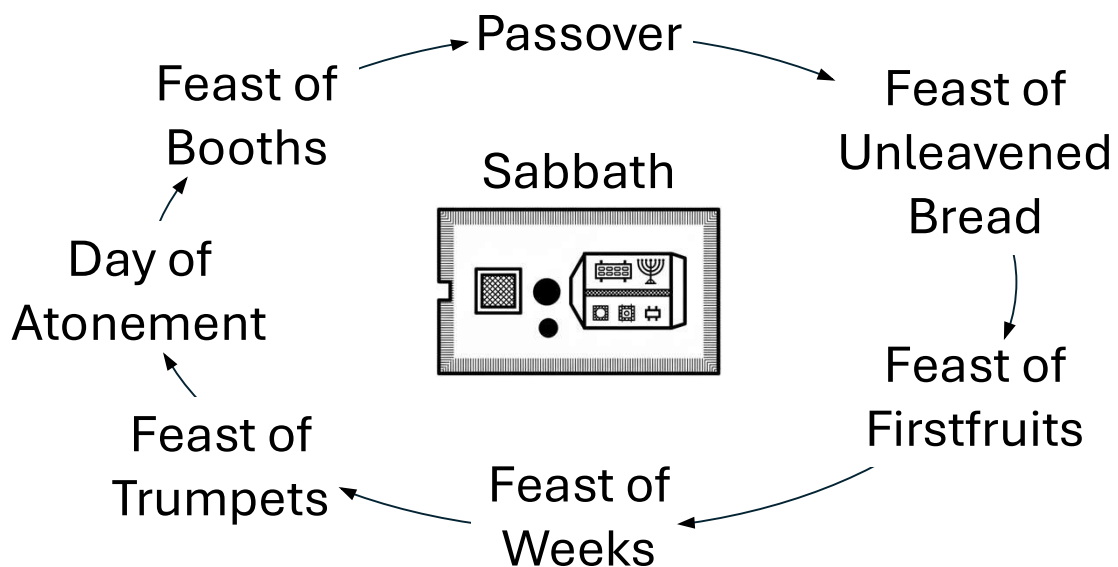 Passover
Feast of
Unleavened
Bread
Feast of
Firstfruits
Feast of
Weeks
Feast of
Trumpets
Day of
Atonement
Feast of
Booths
Sabbath